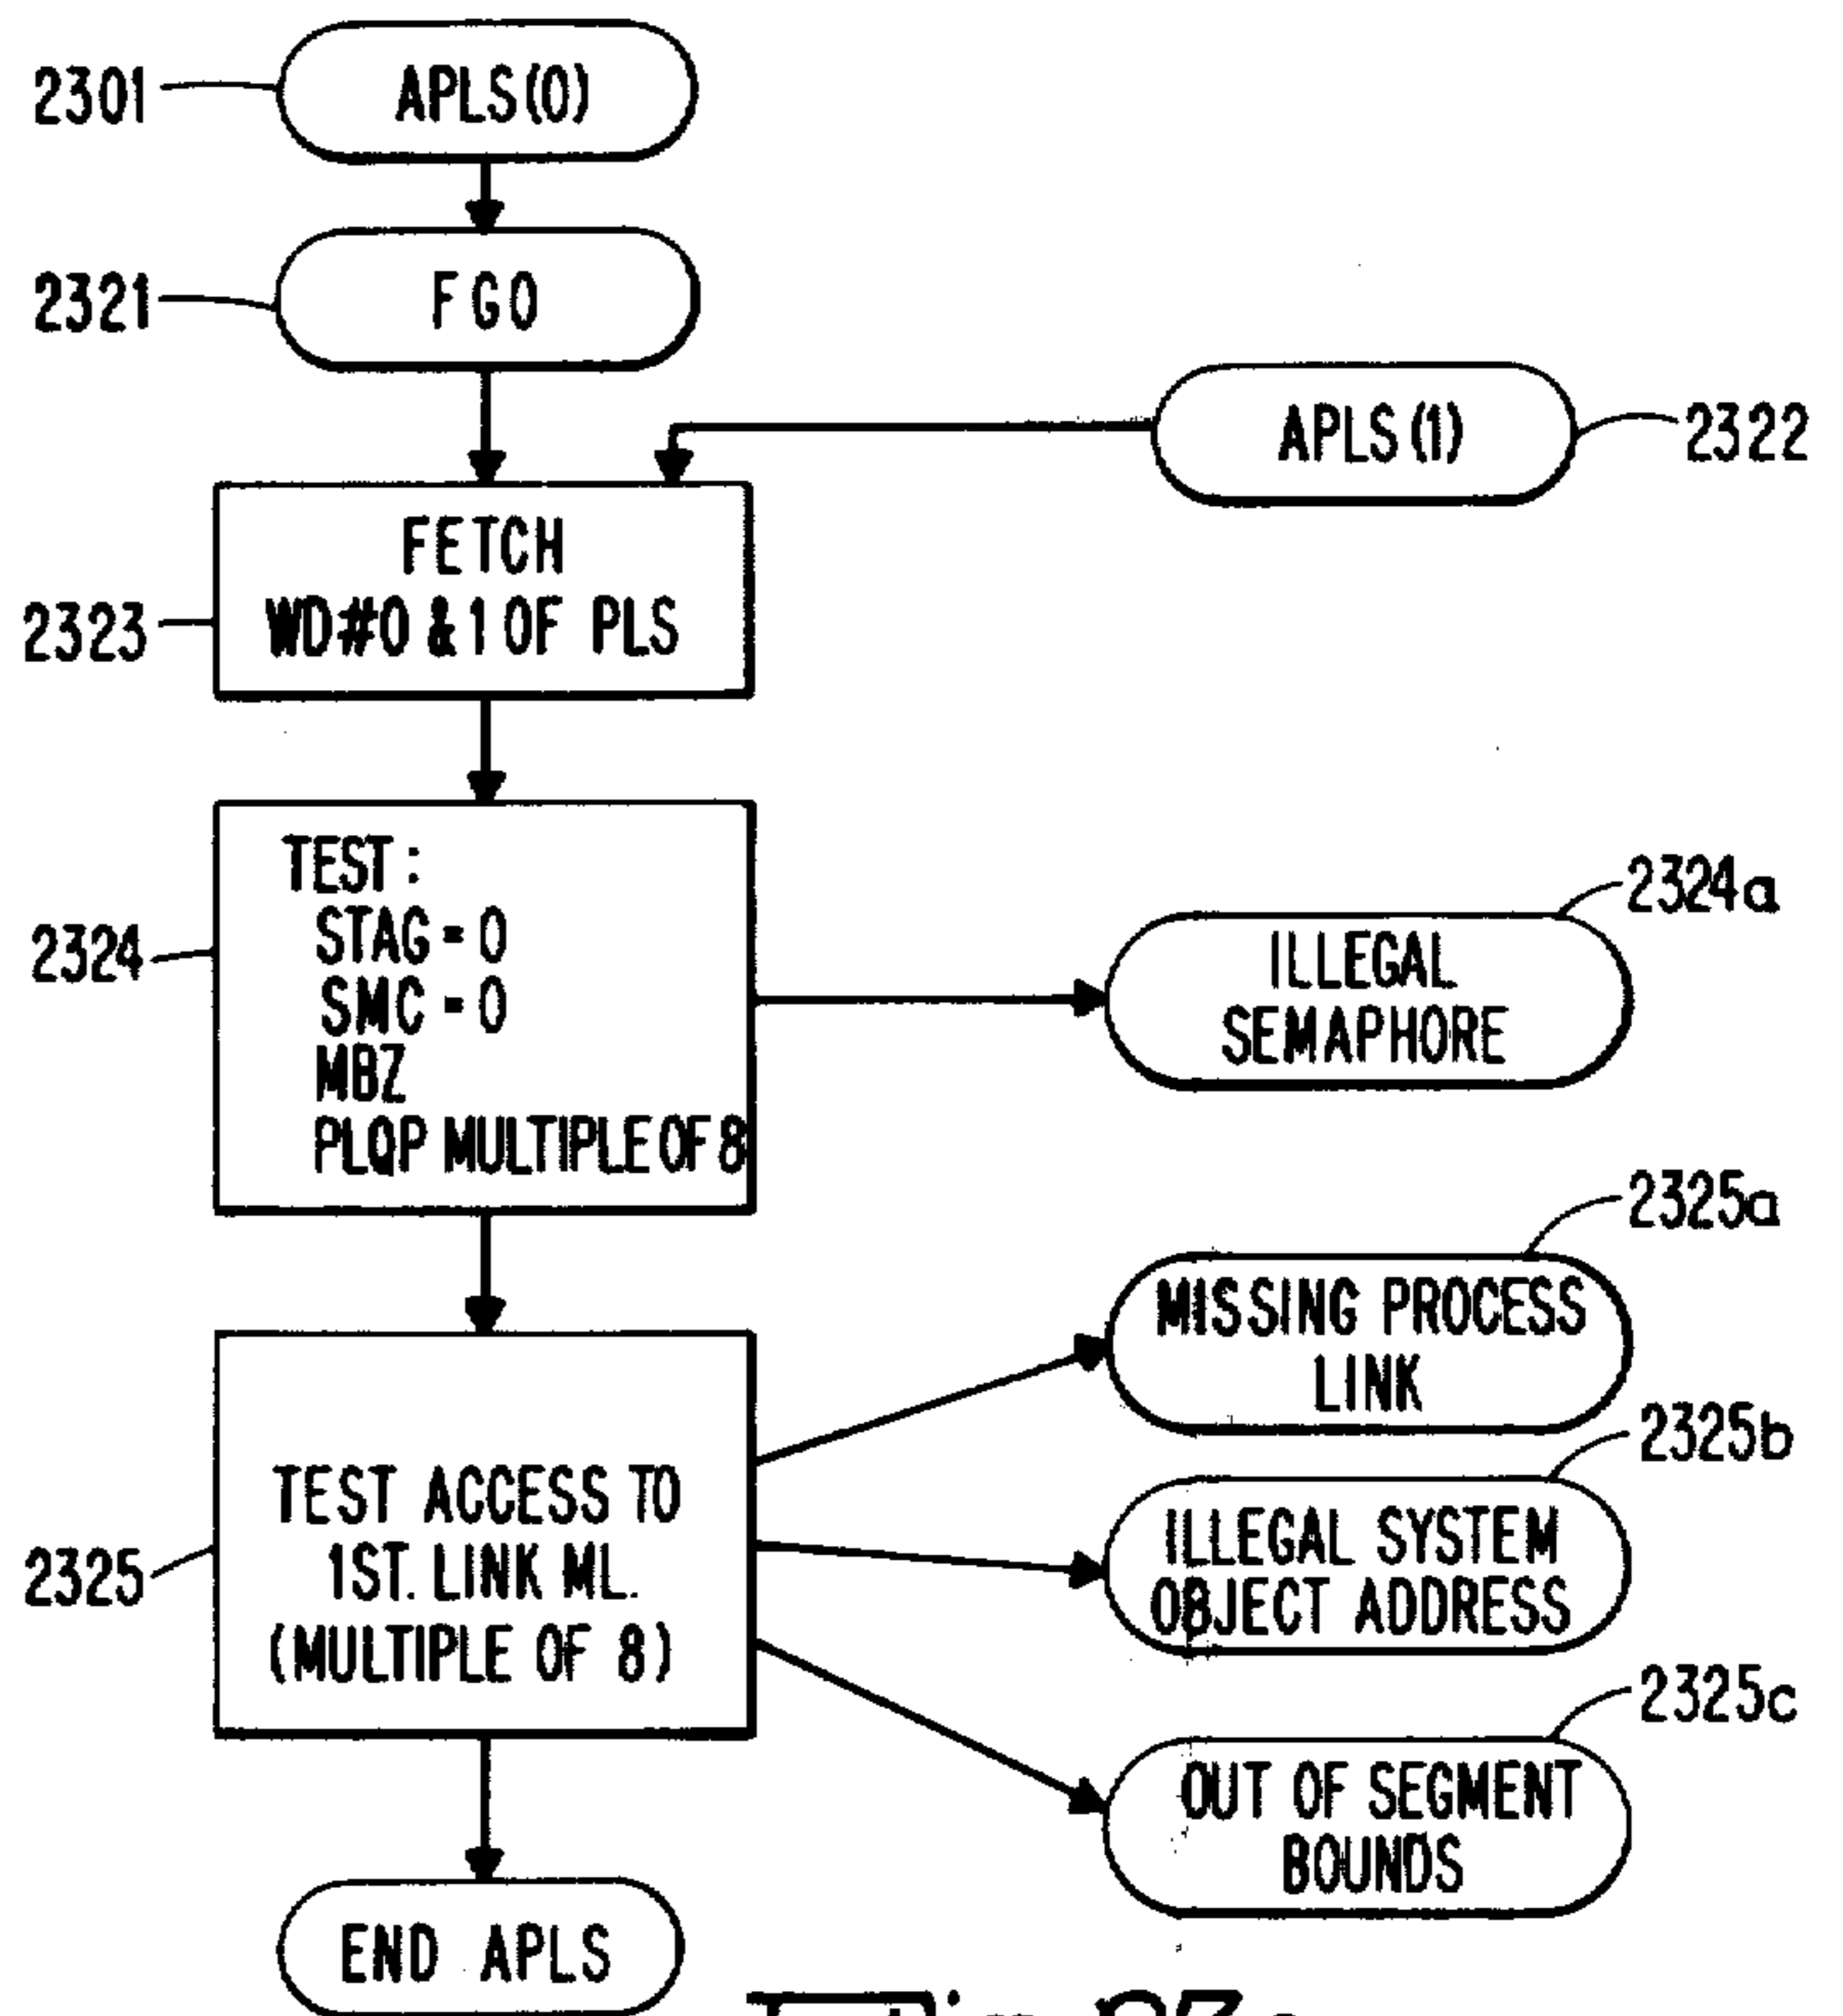 2301
APLS(0)
2321
FGO
APLS(1)
2322
FETCH
WD#0 & 1 OF PLS
2323
TEST:
STAG = 0
SMC = 0
MBZ
PLQP MULTIPLE OF 8
2324
2324a
ILLEGAL
SEMAPHORE
2325a
MISSING PROCESS
LINK
TEST ACCESS TO
1ST. LINK ML.
(MULTIPLE OF 8)
2325
2325b
ILLEGAL SYSTEM
OBJECT ADDRESS
2325c
OUT OF SEGMENT
BOUNDS
END APLS